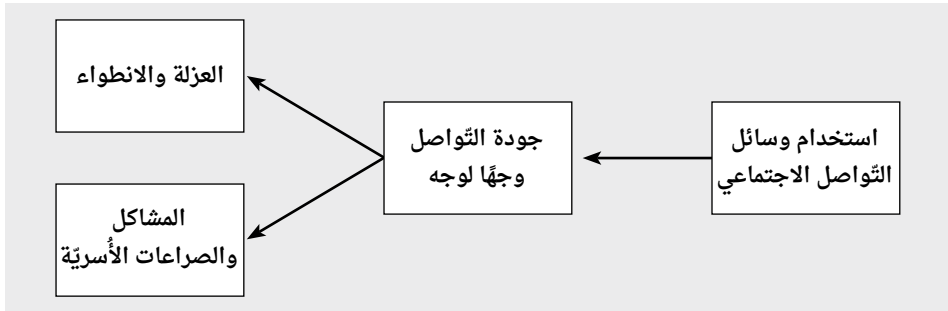 استخدام وسائل
التّواصل الاجتماعي
جودة التّواصل
وجهًا لوجه
العزلة والانطواء
المشاكل
والصراعات الأُسريّة